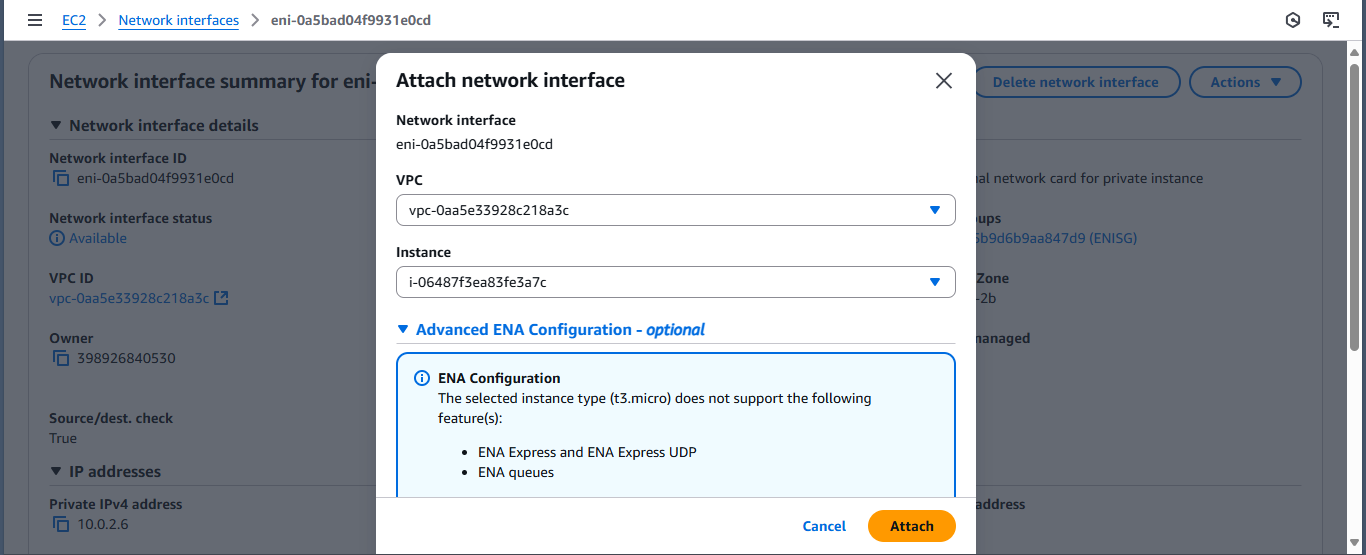 EC2 > Network interfaces > eni-0a5bad04f9931e0cd
Network interface summary for eni-
Delete network interface
Actions
Attach network interface
Network interface
eni-0a5bad04f9931e0cd
VPC
vpc-0aa5e33928c218a3c
Instance
i-06487f3ea83fe3a7c
Advanced ENA Configuration - optional
ENA Configuration
The selected instance type (t3.micro) does not support the following
feature(s):
• ENA Express and ENA Express UDP
• ENA queues
Cancel
Attach
Network interface details
Network interface ID
eni-0a5bad04f9931e0cd
Network interface status
Available
VPC ID
vpc-0aa5e33928c218a3c
Owner
398926840530
Source/dest. check
True
IP addresses
Private IPv4 address
10.0.2.6
network card for private instance
b9d6b9aa847d9 (ENISG)
Zone
-2b
address